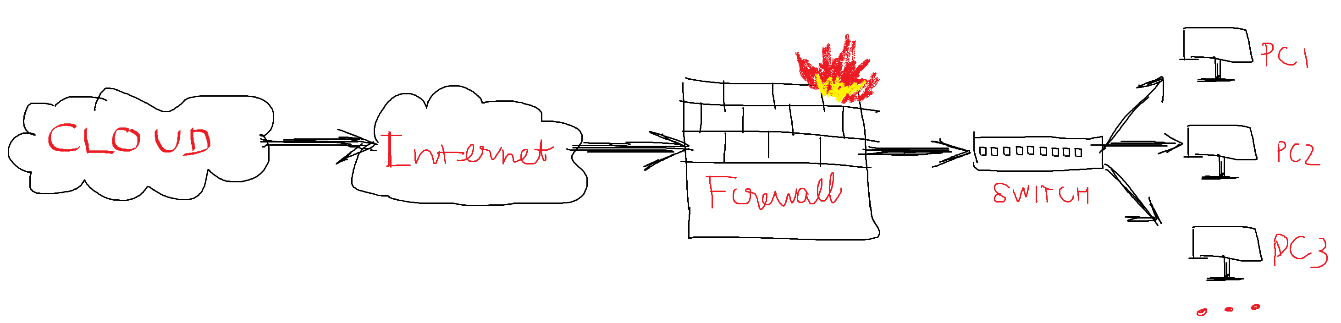 CLOUD
Internet
Firewall
SWITCH
PC1
PC2
PC3
...